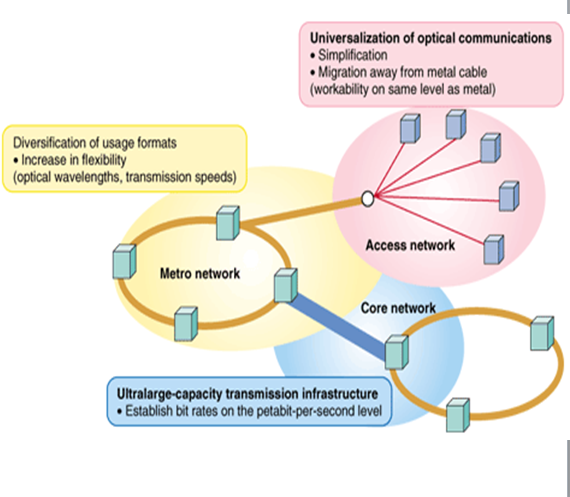 Universalization of optical communications
• Simplification
• Migration away from metal cable
(workability on same level as metal)
Diversification of usage formats
• Increase in flexibility
(optical wavelengths, transmission speeds)
Access network
Metro network
Core network
Ultralarge-capacity transmission infrastructure
• Establish bit rates on the petabit-per-second level